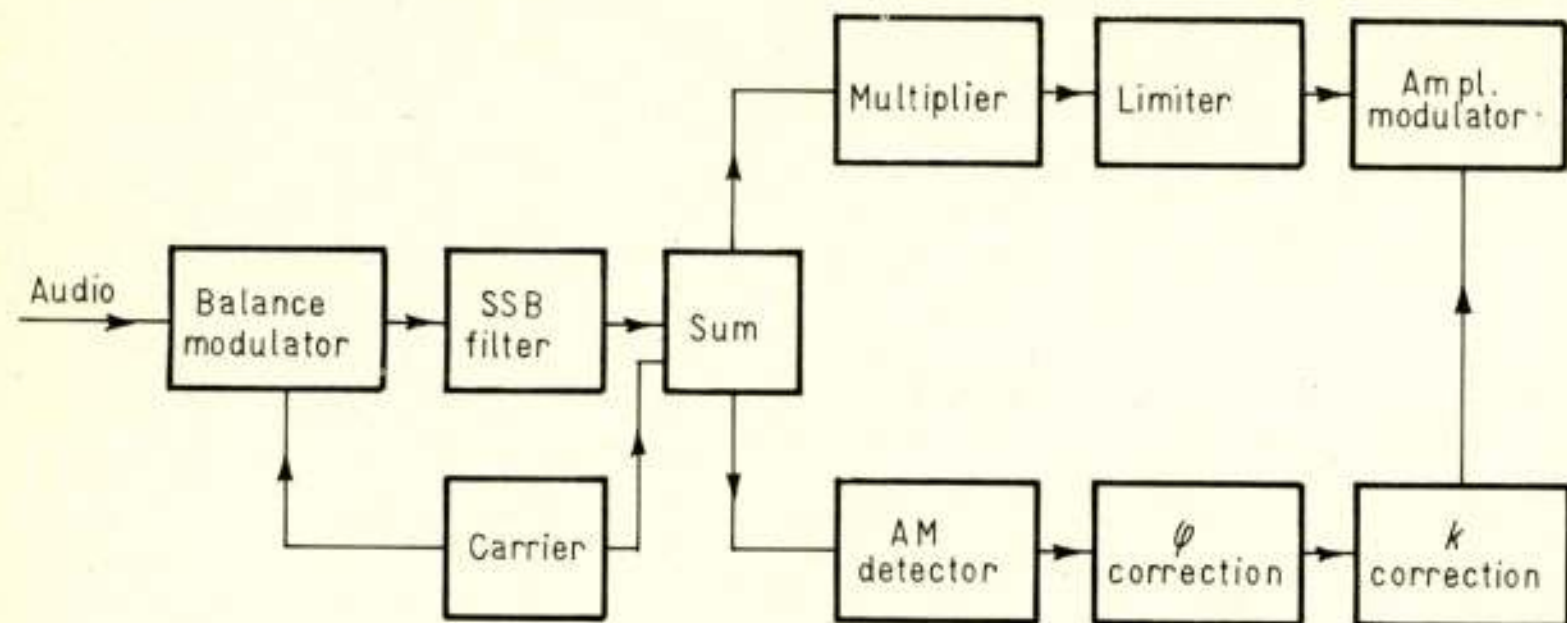 Multiplier
Limiter
Ampl.
modulator
Audio
Balance
modulator
SSB
filter
Sum
Carrier
AM
detector
φ
correction
k
correction